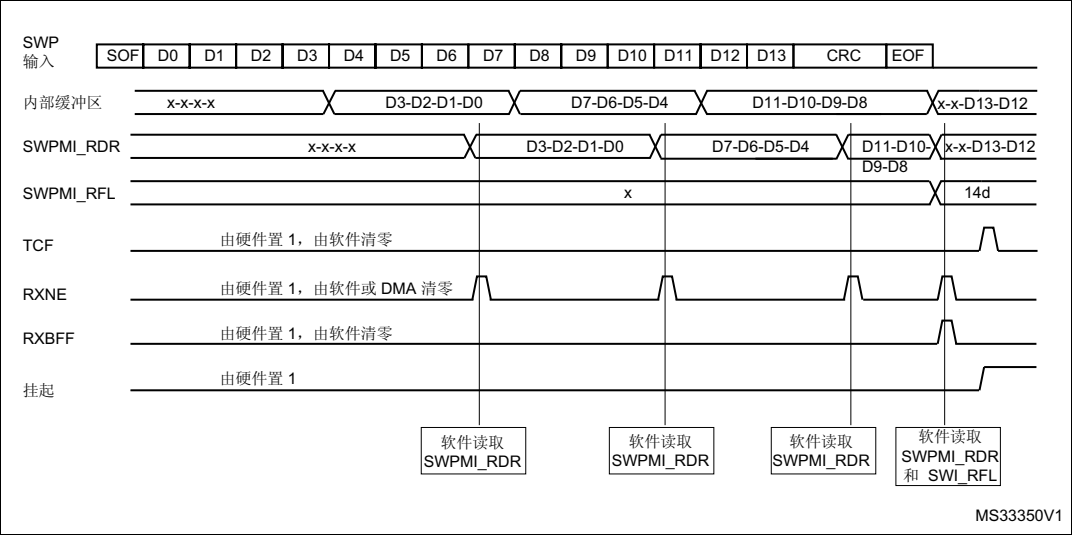 SWP
输入
SOF D0 D1 D2 D3 D4 D5 D6 D7 D8 D9 D10 D11 D12 D13 CRC EOF
内部缓冲区 x-x-x-x D3-D2-D1-D0 D7-D6-D5-D4 D11-D10-D9-D8 x-x-D13-D12
SWPMI_RDR x-x-x-x D3-D2-D1-D0 D7-D6-D5-D4 D11-D10- x-x-D13-D12
D9-D8
SWPMI_RFL x 14d
TCF 由硬件置 1，由软件清零
RXNE 由硬件置 1，由软件或 DMA 清零
RXBFF 由硬件置 1，由软件清零
挂起 由硬件置 1
软件读取
SWPMI_RDR
软件读取
SWPMI_RDR
软件读取
SWPMI_RDR
软件读取
SWPMI_RDR
和 SWI_RFL
MS33350V1